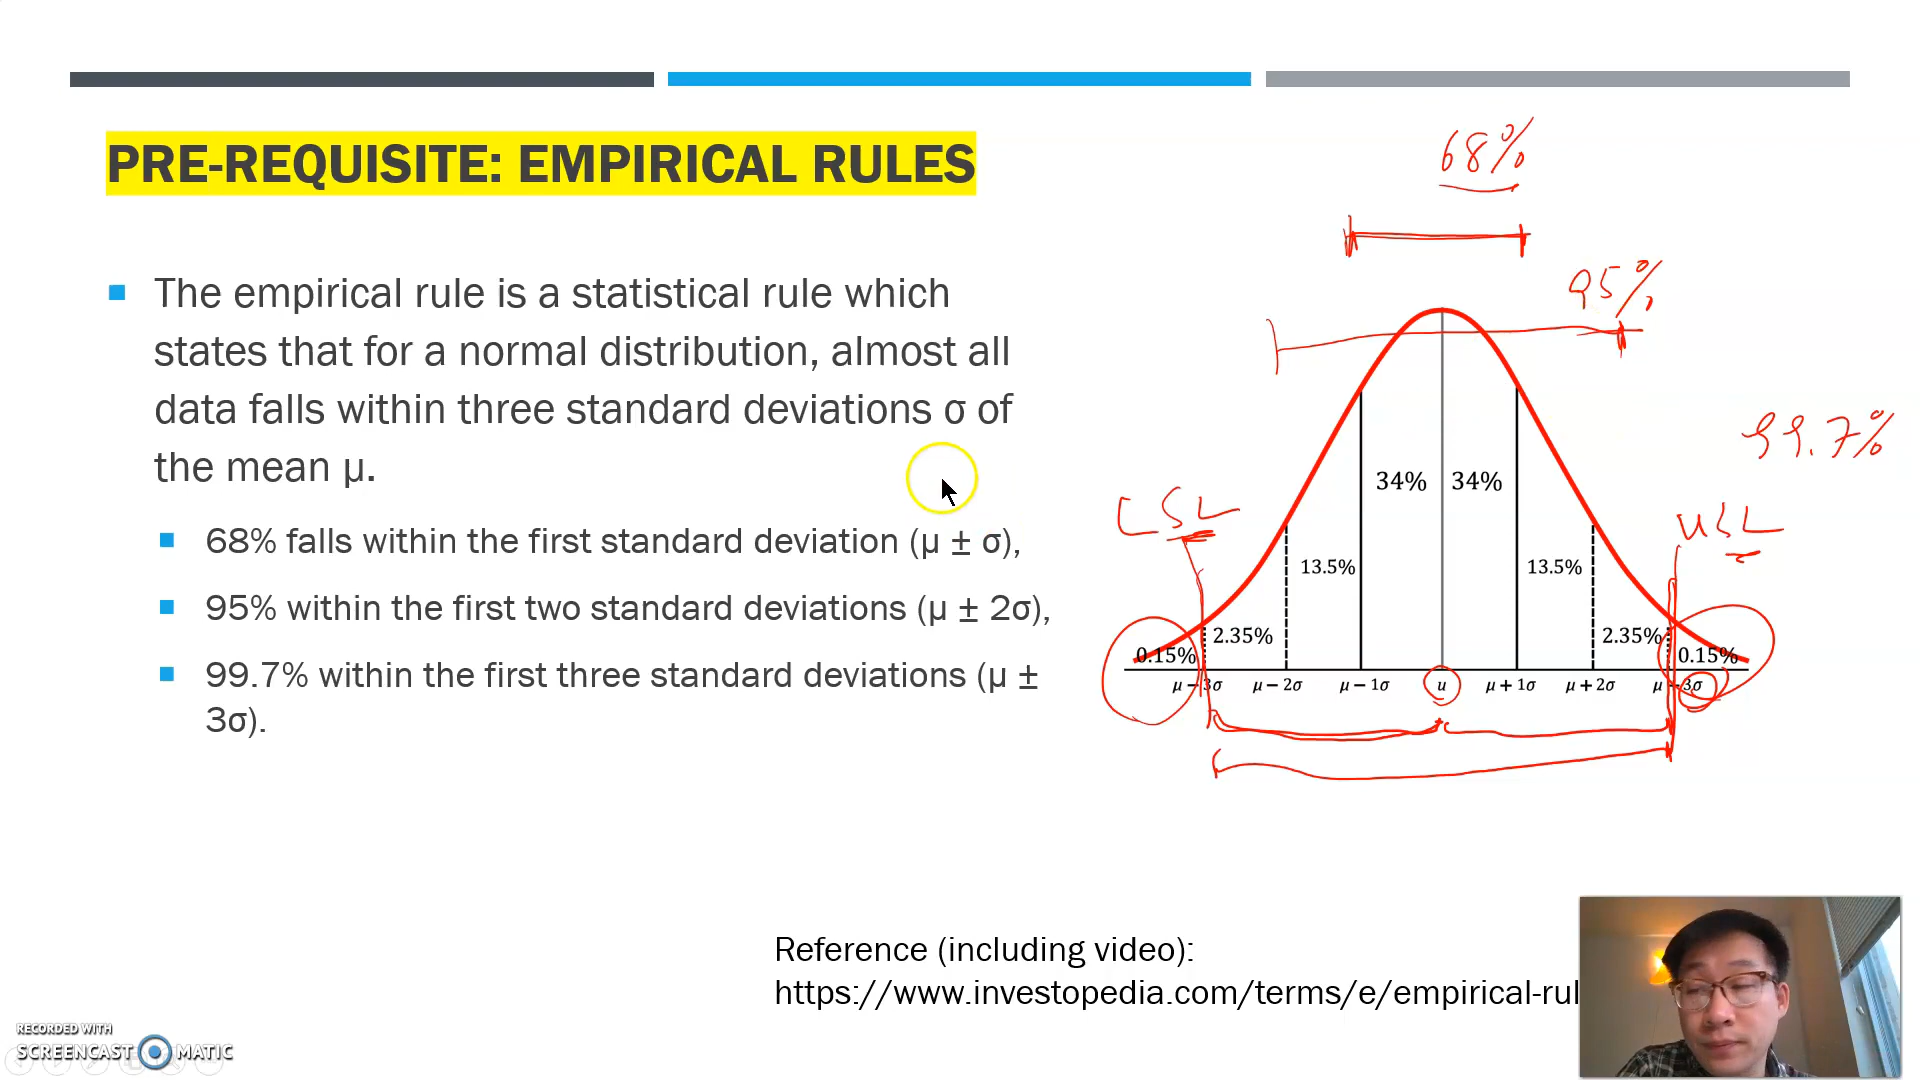 PRE-REQUISITE: EMPIRICAL RULES
The empirical rule is a statistical rule which
states that for a normal distribution, almost all
data falls within three standard deviations σ of
the mean μ.
68% falls within the first standard deviation (μ ± σ),
95% within the first two standard deviations (μ ± 2σ),
99.7% within the first three standard deviations (μ ±
3σ).
68%
95%
99.7%
LSL
USL
34% 34%
13.5% 13.5%
2.35% 2.35%
0.15% 0.15%
μ − 3σ μ − 2σ μ − 1σ u μ + 1σ μ + 2σ μ + 3σ
Reference (including video):
https://www.investopedia.com/terms/e/empirical-rul
RECORDED WITH
SCREENCAST MATIC